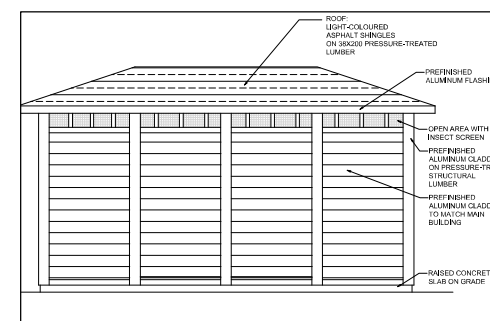 ROOF:
LIGHT-COLOURED
ASPHALT SHINGLES
ON 38X200 PRESSURE-TREATED
LUMBER
PREFINISHED
ALUMINUM FLASHI
OPEN AREA WITH
INSECT SCREEN
PREFINISHED
ALUMINUM CLADD
ON PRESSURE-TR
STRUCTURAL
LUMBER
PREFINISHED
ALUMINUM CLADD
TO MATCH MAIN
BUILDING
RAISED CONCRET
SLAB ON GRADE